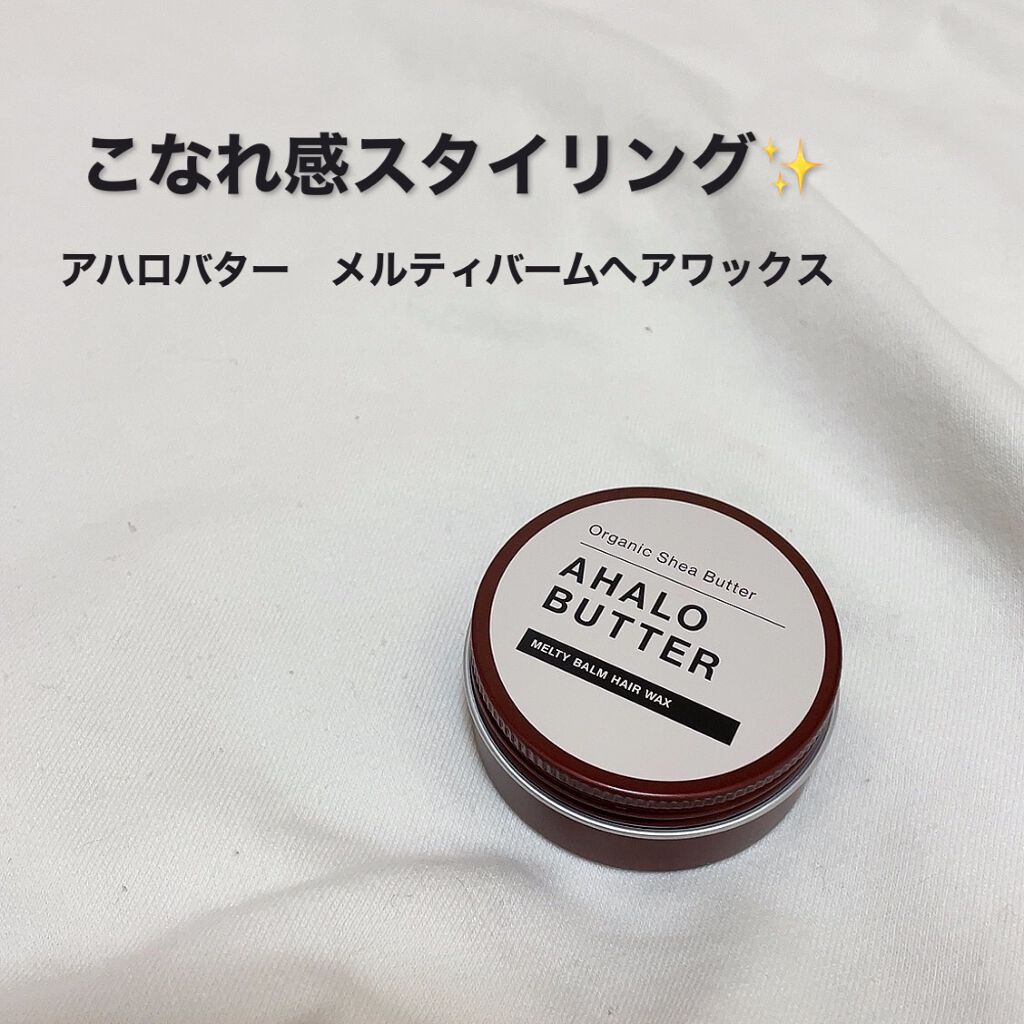 こなれ感スタイリング✨
アハロバター　メルティバームヘアワックス
Organic Shea Butter
AHALO
BUTTER
MELTY BALM HAIR WAX